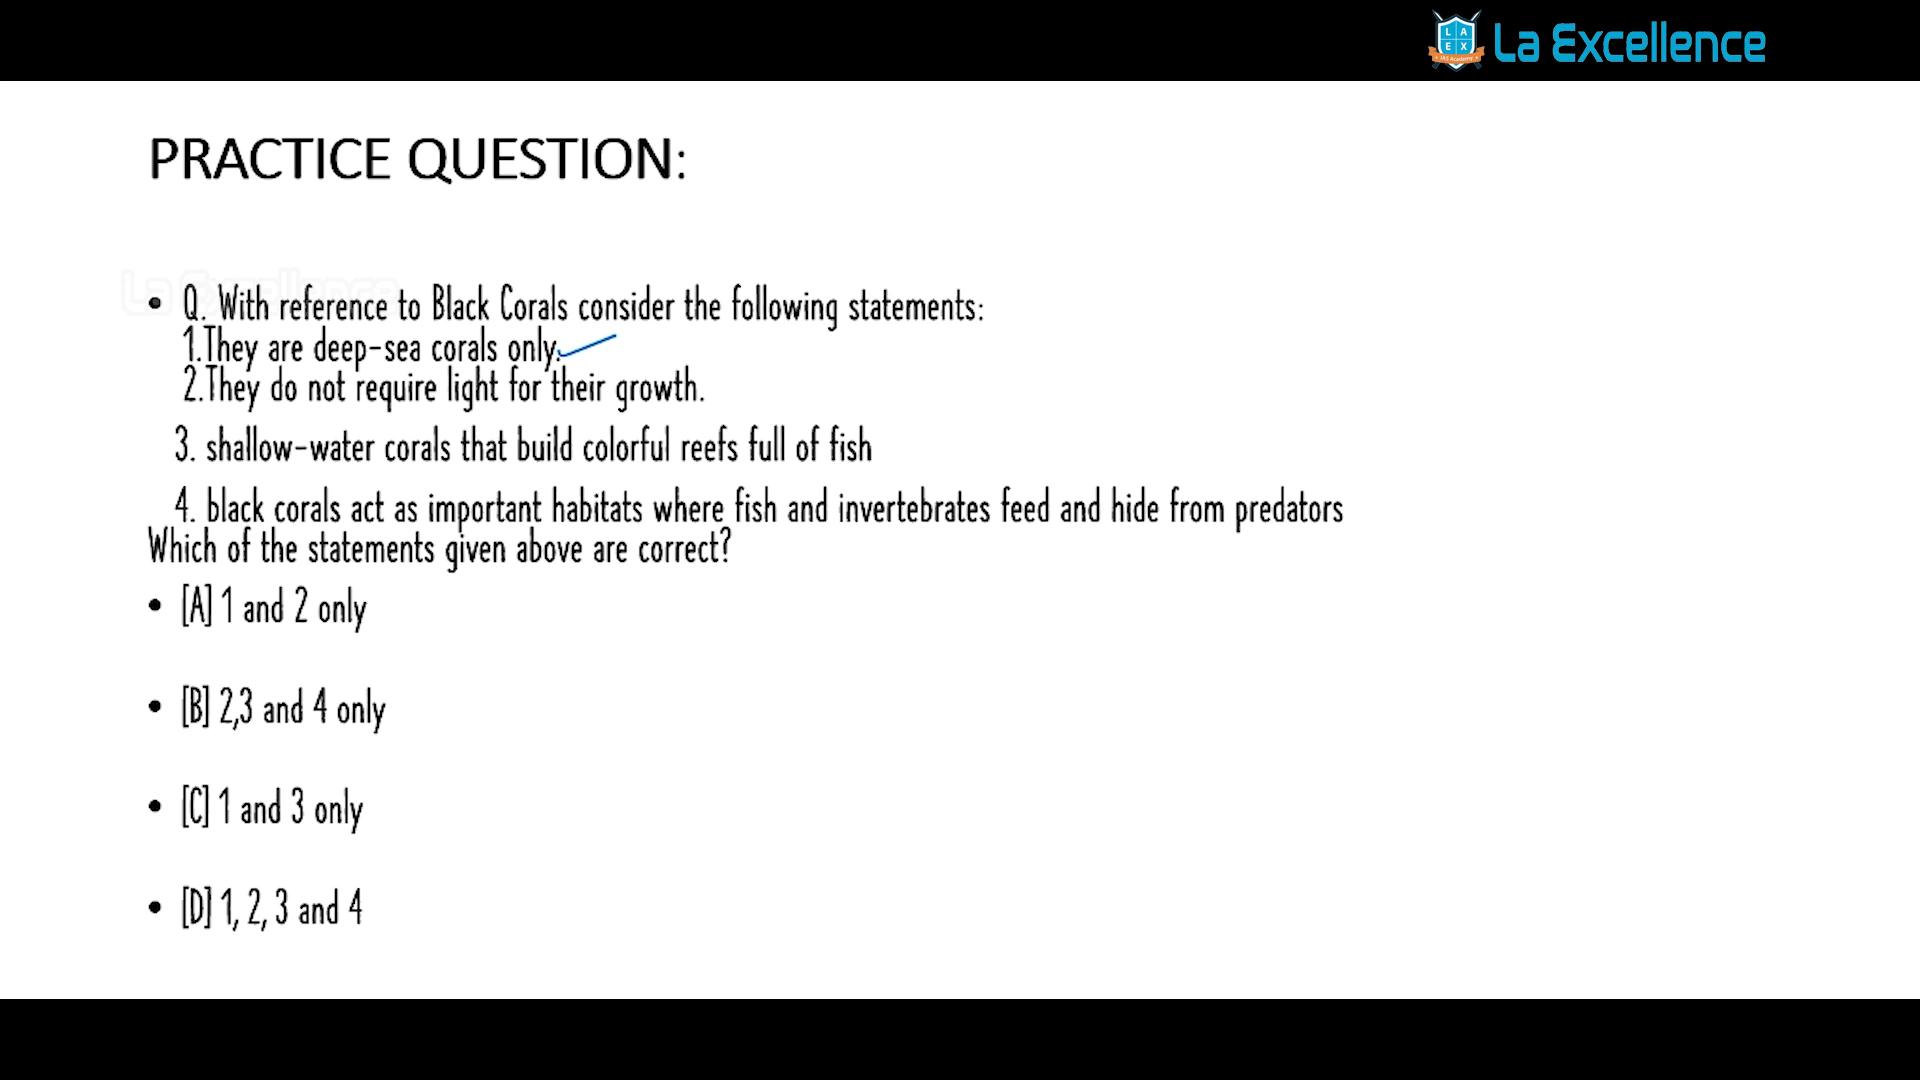 L A
E X
IAS Academy
La Excellence
PRACTICE QUESTION:
La Excellence
• Q. With reference to Black Corals consider the following statements:
1.They are deep-sea corals only.
2.They do not require light for their growth.
3. shallow-water corals that build colorful reefs full of fish
4. black corals act as important habitats where fish and invertebrates feed and hide from predators
Which of the statements given above are correct?
• [A] 1 and 2 only
• [B] 2,3 and 4 only
• [C] 1 and 3 only
• [D] 1, 2, 3 and 4